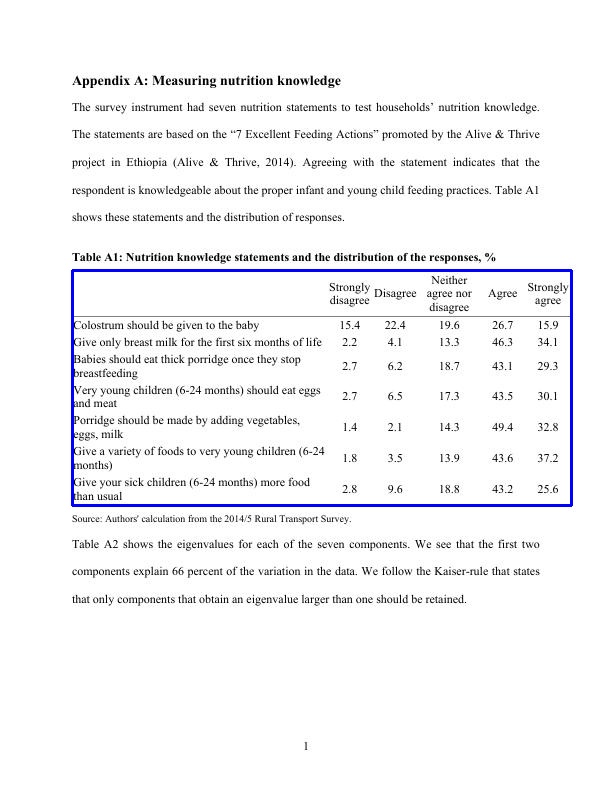 Appendix A: Measuring nutrition knowledge
The survey instrument had seven nutrition statements to test households’ nutrition knowledge.
The statements are based on the “7 Excellent Feeding Actions” promoted by the Alive & Thrive
project in Ethiopia (Alive & Thrive, 2014). Agreeing with the statement indicates that the
respondent is knowledgeable about the proper infant and young child feeding practices. Table A1
shows these statements and the distribution of responses.
Table A1: Nutrition knowledge statements and the distribution of the responses, %
Strongly disagree Disagree Neither agree nor disagree Agree Strongly agree
Colostrum should be given to the baby 15.4 22.4 19.6 26.7 15.9
Give only breast milk for the first six months of life 2.2 4.1 13.3 46.3 34.1
Babies should eat thick porridge once they stop
breastfeeding 2.7 6.2 18.7 43.1 29.3
Very young children (6-24 months) should eat eggs
and meat 2.7 6.5 17.3 43.5 30.1
Porridge should be made by adding vegetables,
eggs, milk 1.4 2.1 14.3 49.4 32.8
Give a variety of foods to very young children (6-24
months) 1.8 3.5 13.9 43.6 37.2
Give your sick children (6-24 months) more food
than usual 2.8 9.6 18.8 43.2 25.6
Source: Authors' calculation from the 2014/5 Rural Transport Survey.
Table A2 shows the eigenvalues for each of the seven components. We see that the first two
components explain 66 percent of the variation in the data. We follow the Kaiser-rule that states
that only components that obtain an eigenvalue larger than one should be retained.
1